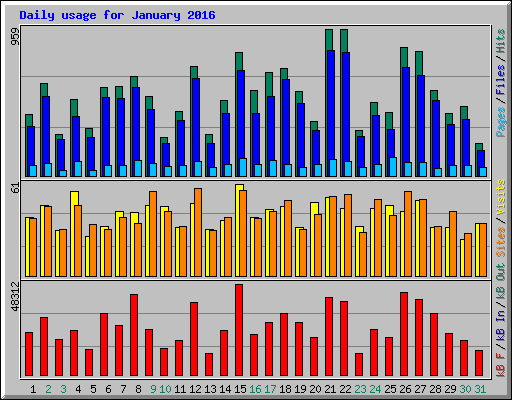 Daily usage for January 2016
959
61
48312
Pages / Files / Hits
Sites / Visits
kB F / kB In / kB Out
1 2 3 4 5 6 7 8 9 10 11 12 13 14 15 16 17 18 19 20 21 22 23 24 25 26 27 28 29 30 31